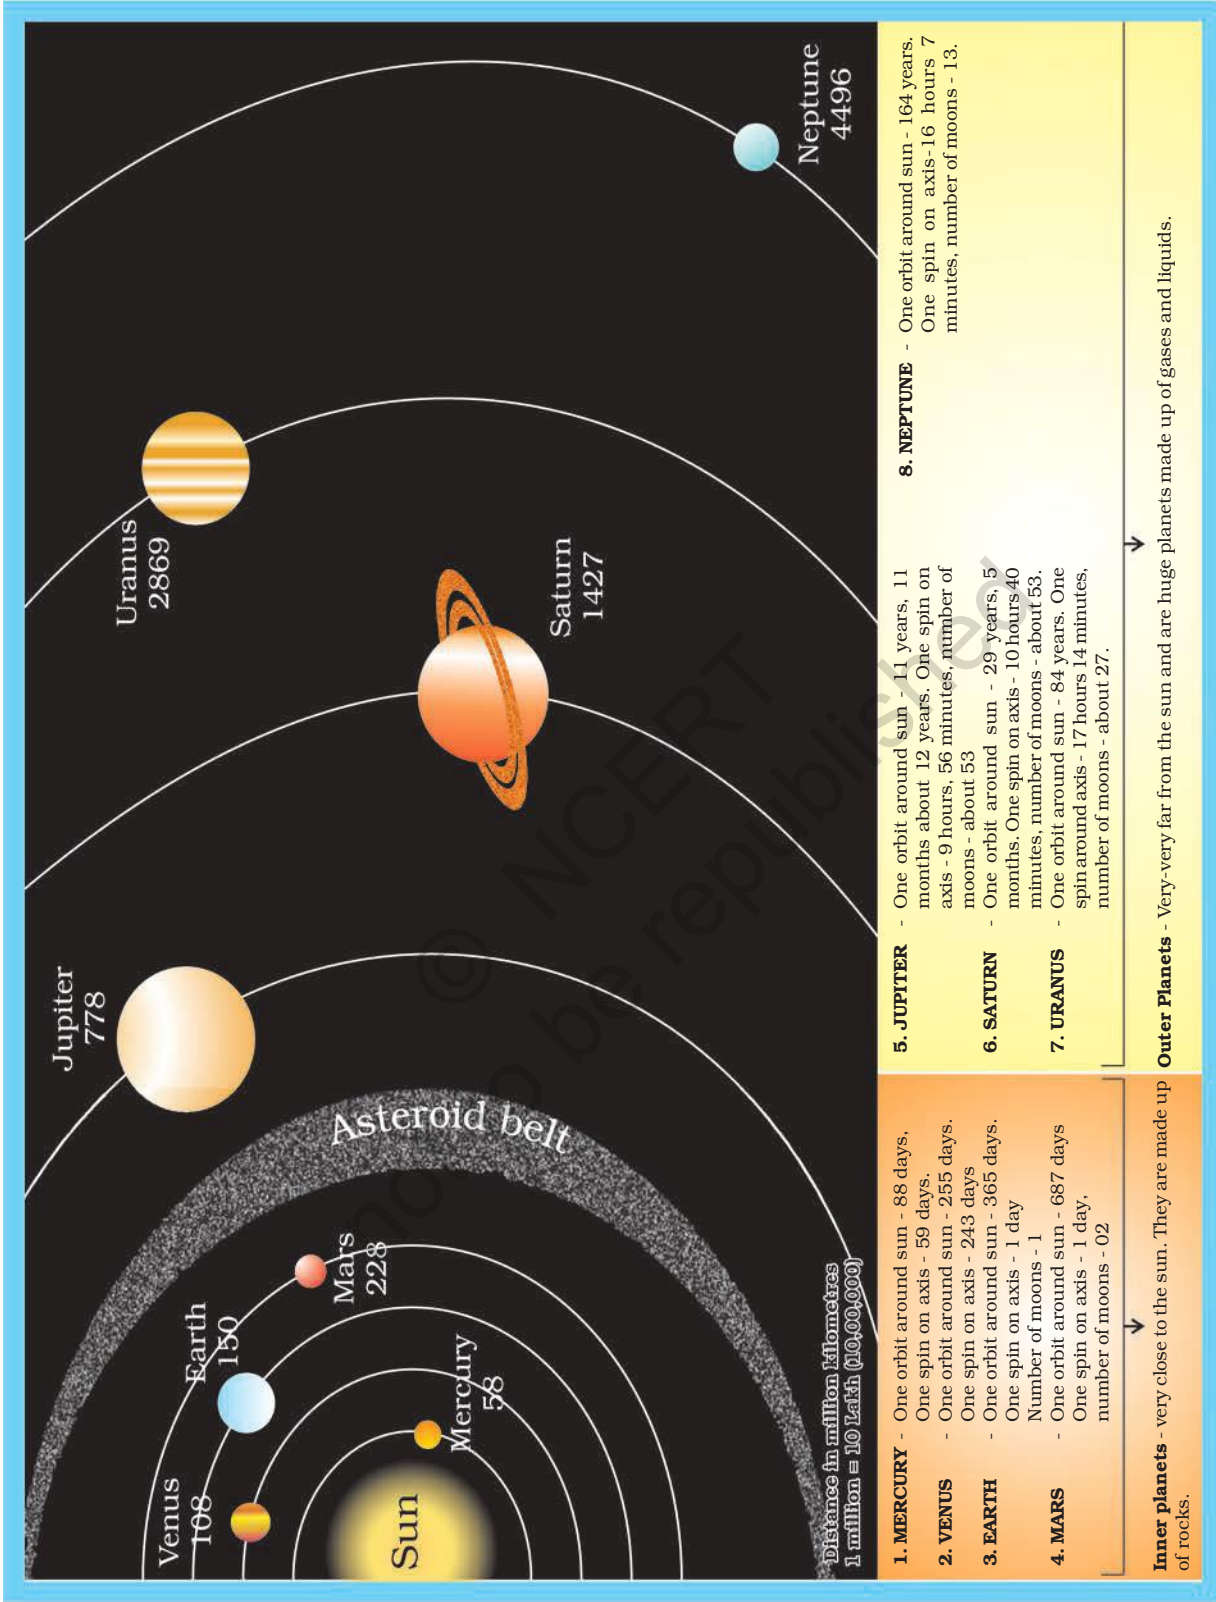 Sun
Mercury
58
Venus
108
Earth
150
Mars
228
Asteroid belt
Jupiter
778
Saturn
1427
Uranus
2869
Neptune
4496
Distance in million kilometres
1 million = 10 Lakh (10,00,000)
1. MERCURY - One orbit around sun - 88 days,
One spin on axis - 59 days.
2. VENUS - One orbit around sun - 255 days.
One spin on axis - 243 days
3. EARTH - One orbit around sun - 365 days.
One spin on axis - 1 day
Number of moons - 1
4. MARS - One orbit around sun - 687 days
One spin on axis - 1 day,
number of moons - 02
Inner planets - very close to the sun. They are made up
of rocks.
5. JUPITER - One orbit around sun - 11 years, 11
months about 12 years. One spin on
axis - 9 hours, 56 minutes, number of
moons - about 53
6. SATURN - One orbit around sun - 29 years, 5
months. One spin on axis - 10 hours 40
minutes, number of moons - about 53.
7. URANUS - One orbit around sun - 84 years. One
spin around axis - 17 hours 14 minutes,
number of moons - about 27.
8. NEPTUNE - One orbit around sun - 164 years.
One spin on axis-16 hours 7
minutes, number of moons - 13.
Outer Planets - Very-very far from the sun and are huge planets made up of gases and liquids.
© NCERT
not to be republished